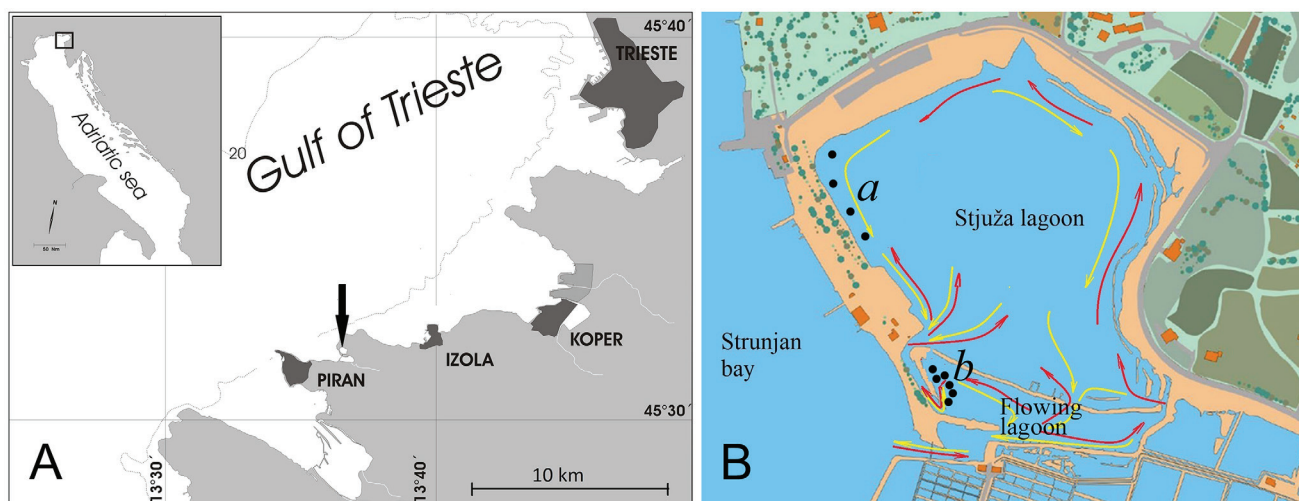 Adriatic sea
N
50 Nm
Gulf of Trieste
20
45°40´
TRIESTE
KOPER
IZOLA
PIRAN
45°30´
13°30´
13°40´
10 km
A
a
Stjuža lagoon
Strunjan
bay
b
Flowing
lagoon
B